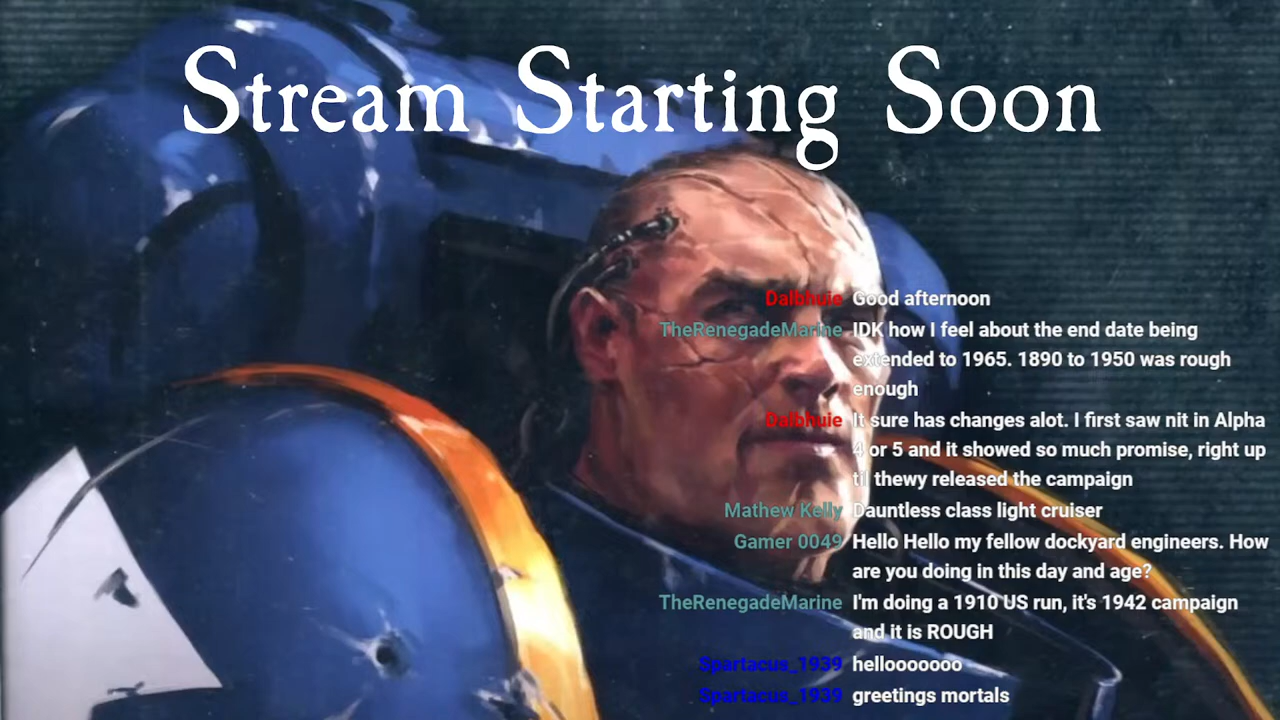 Stream Starting Soon
Dalbhuie Good afternoon
TheRenegadeMarine IDK how I feel about the end date being
extended to 1965. 1890 to 1950 was rough
enough
Dalbhuie It sure has changes alot. I first saw nit in Alpha
4 or 5 and it showed so much promise, right up
til thewy released the campaign
Mathew Kelly Dauntless class light cruiser
Gamer 0049 Hello Hello my fellow dockyard engineers. How
are you doing in this day and age?
TheRenegadeMarine I'm doing a 1910 US run, it's 1942 campaign
and it is ROUGH
Spartacus_1939 hellooooooo
Spartacus_1939 greetings mortals